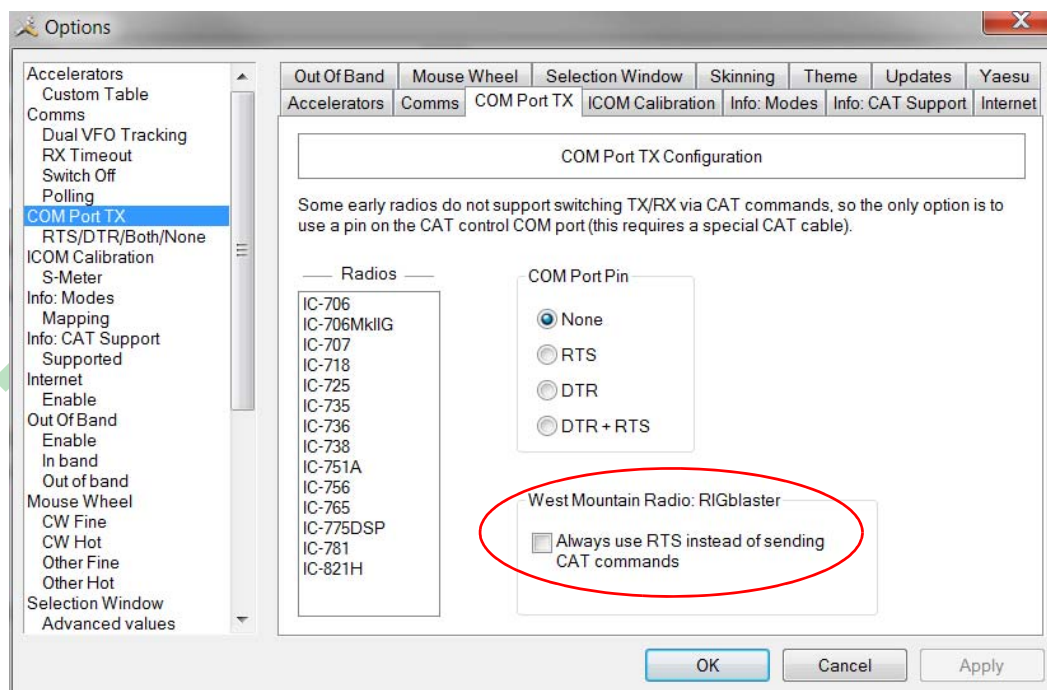 Options
X
Accelerators
Custom Table
Comms
Dual VFO Tracking
RX Timeout
Switch Off
Polling
COM Port TX
RTS/DTR/Both/None
ICOM Calibration
S-Meter
Info: Modes
Mapping
Info: CAT Support
Supported
Internet
Enable
Out Of Band
Enable
In band
Out of band
Mouse Wheel
CW Fine
CW Hot
Other Fine
Other Hot
Selection Window
Advanced values
Out Of Band Mouse Wheel Selection Window Skinning Theme Updates Yaesu
Accelerators Comms COM Port TX ICOM Calibration Info: Modes Info: CAT Support Internet
COM Port TX Configuration
Some early radios do not support switching TX/RX via CAT commands, so the only option is to
use a pin on the CAT control COM port (this requires a special CAT cable).
Radios
IC-706
IC-706MkIIG
IC-707
IC-718
IC-725
IC-735
IC-736
IC-738
IC-751A
IC-756
IC-765
IC-775DSP
IC-781
IC-821H
COM Port Pin
None
RTS
DTR
DTR + RTS
West Mountain Radio: RIGblaster
Always use RTS instead of sending
CAT commands
OK Cancel Apply